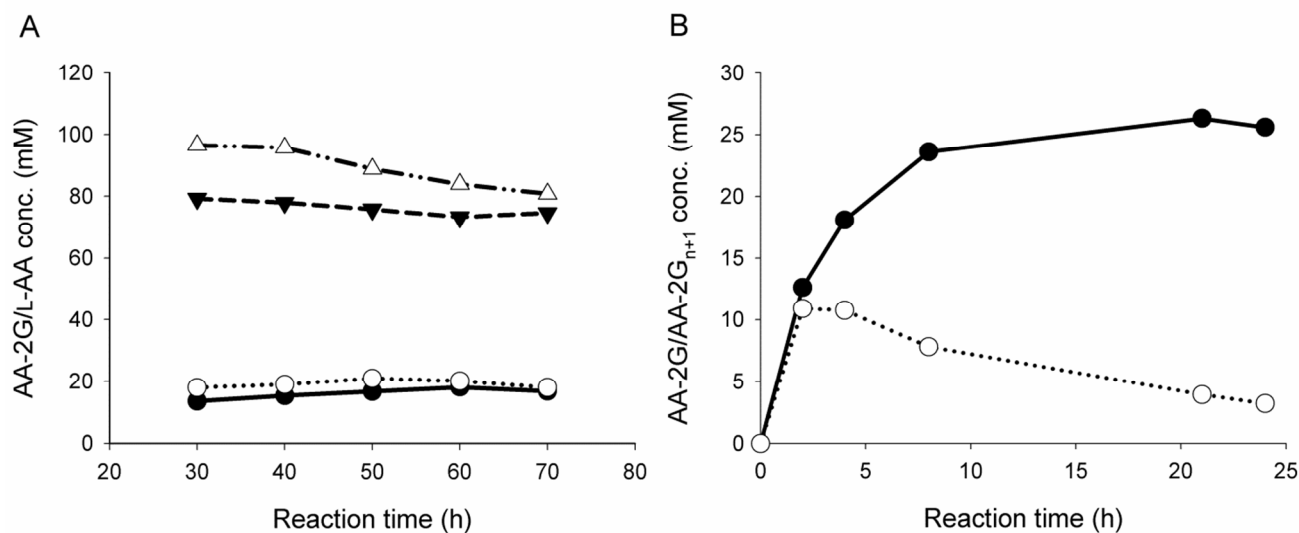 A
AA-2G/L-AA conc. (mM)
120
100
80
60
40
20
0
20 30 40 50 60 70 80
Reaction time (h)
B
AA-2G/AA-2Gn+1 conc. (mM)
30
25
20
15
10
5
0
0 5 10 15 20 25
Reaction time (h)